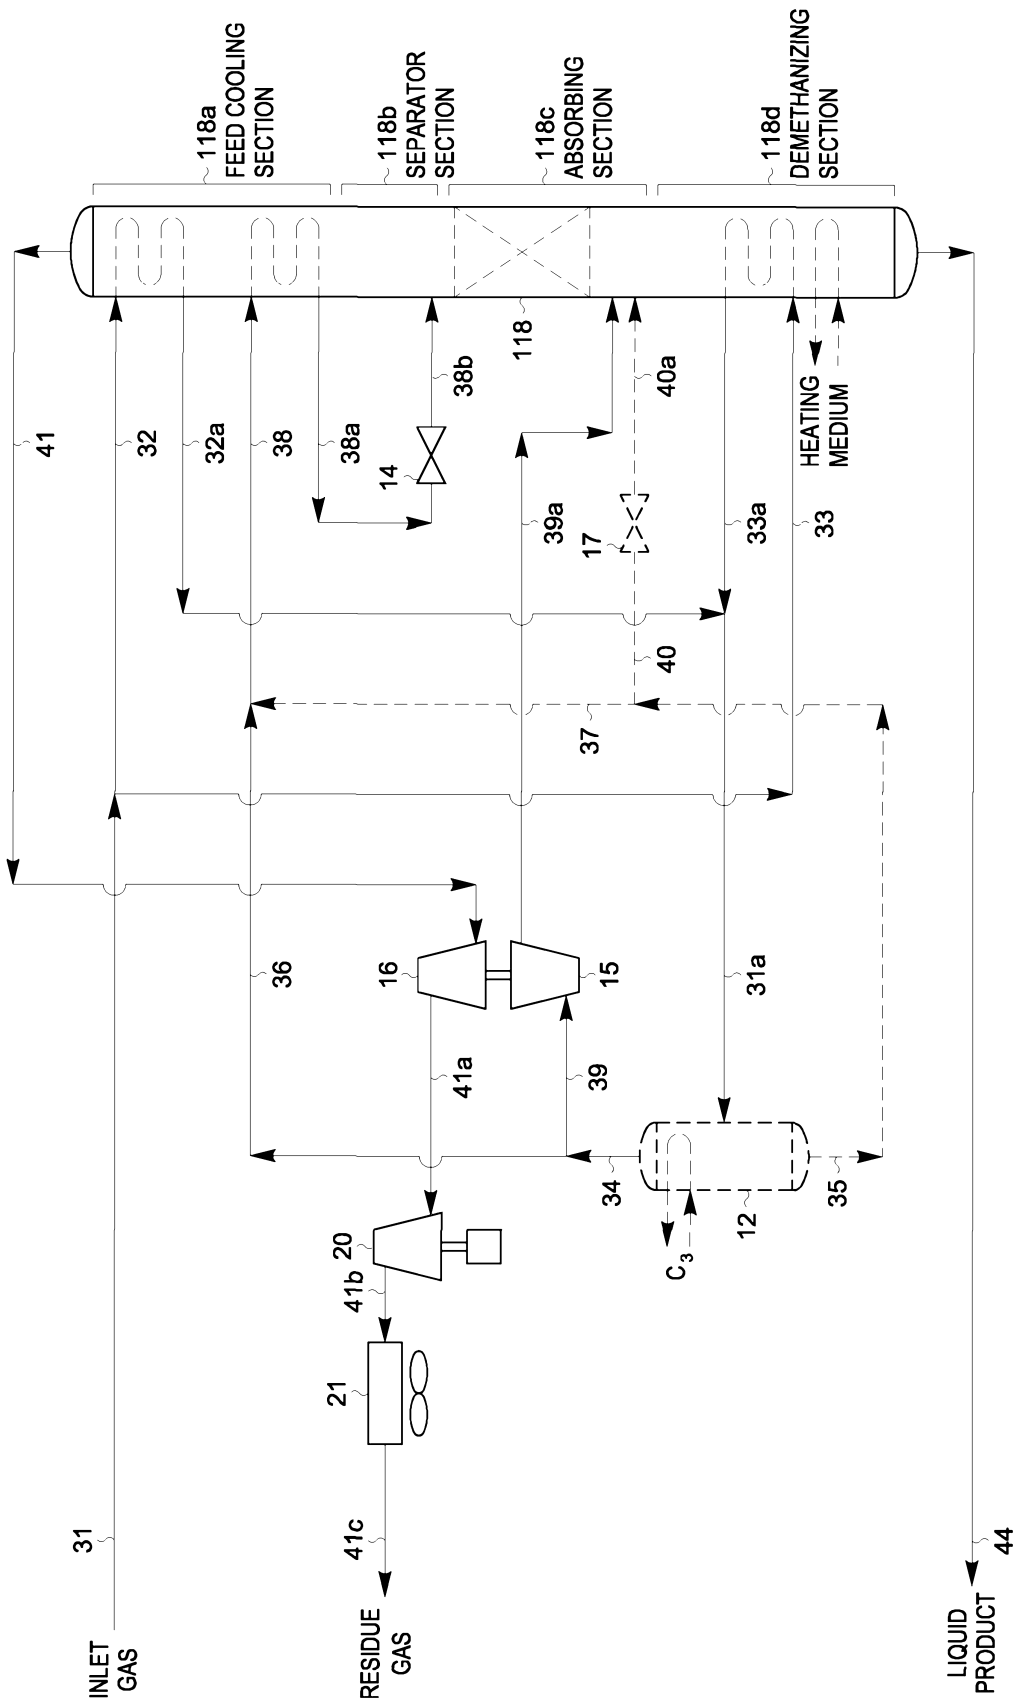 118a
FEED COOLING
SECTION
118b
SEPARATOR
SECTION
118c
ABSORBING
SECTION
118d
DEMETHANIZING
SECTION
118
41
32
32a
38
38a
14
38b
39a
17
40a
33a
HEATING
MEDIUM
33
40
37
36
16
15
31a
41a
39
34
12
35
C3
20
41b
21
31
41c
44
INLET
GAS
RESIDUE
GAS
LIQUID
PRODUCT